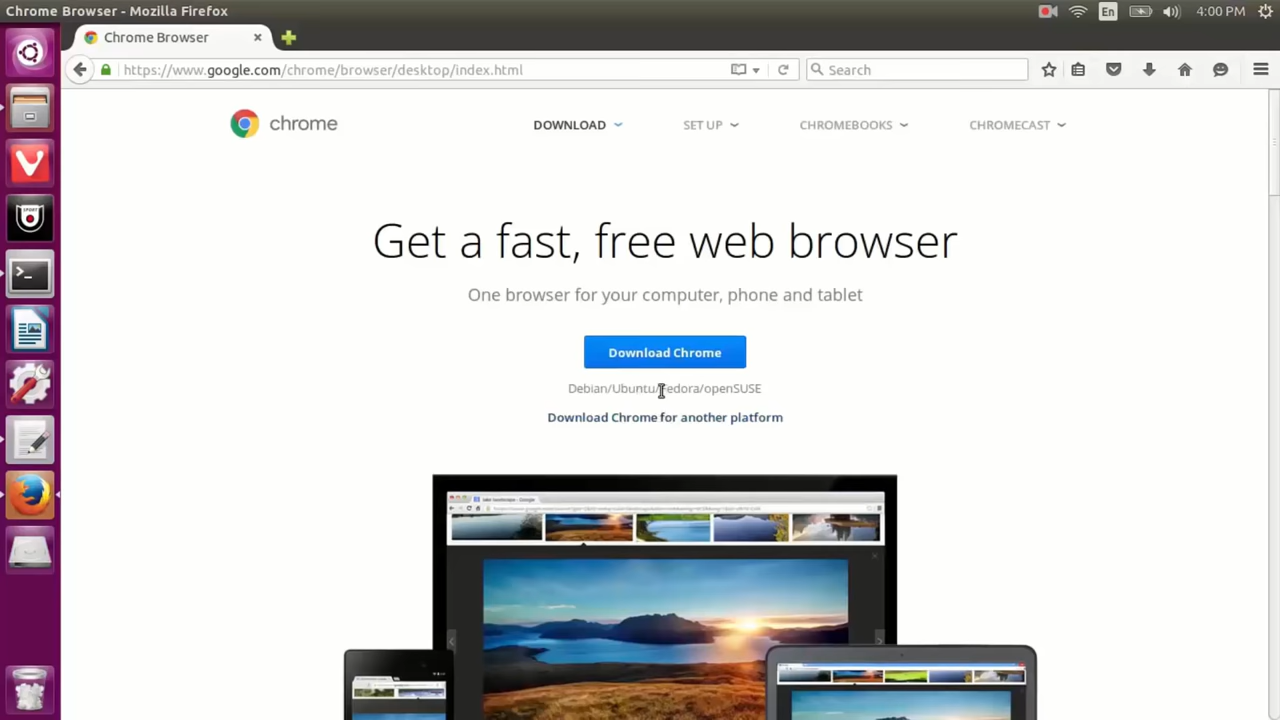 Chrome Browser - Mozilla Firefox
En
4:00 PM
Chrome Browser
https://www.google.com/chrome/browser/desktop/index.html
Search
chrome
DOWNLOAD
SET UP
CHROMEBOOKS
CHROMECAST
Get a fast, free web browser
One browser for your computer, phone and tablet
Download Chrome
Debian/Ubuntu/Fedora/openSUSE
Download Chrome for another platform
SPORT